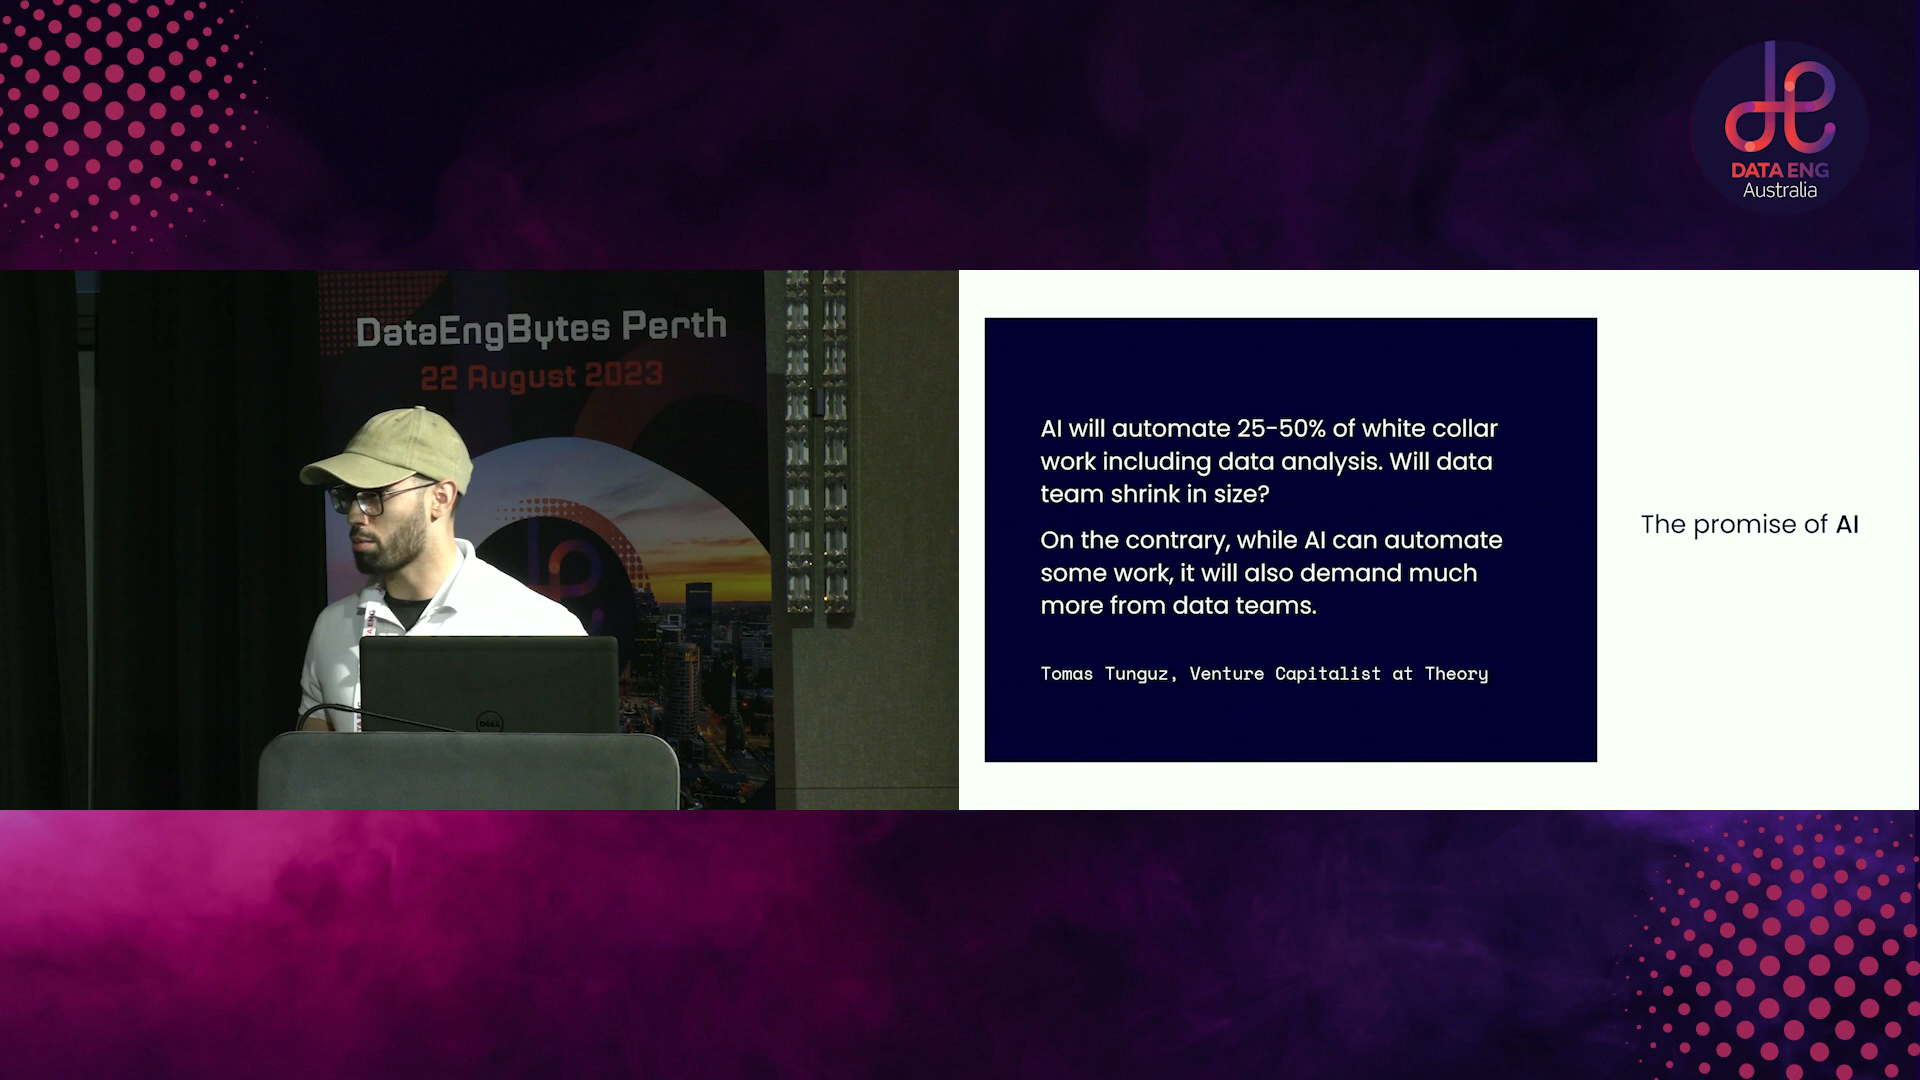 DATA ENG
Australia
DataEngBytes Perth
22 August 2023
DELL
AI will automate 25-50% of white collar
work including data analysis. Will data
team shrink in size?
On the contrary, while AI can automate
some work, it will also demand much
more from data teams.
Tomas Tunguz, Venture Capitalist at Theory
The promise of AI